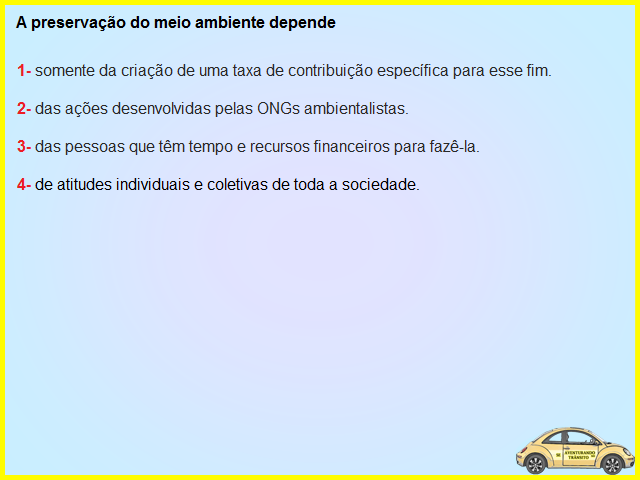 A preservação do meio ambiente depende
1- somente da criação de uma taxa de contribuição específica para esse fim.
2- das ações desenvolvidas pelas ONGs ambientalistas.
3- das pessoas que têm tempo e recursos financeiros para fazê-la.
4- de atitudes individuais e coletivas de toda a sociedade.
AVENTURANDO
TRÂNSITO